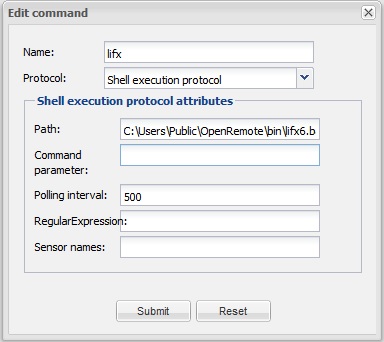 Edit command
Name: lifx
Protocol: Shell execution protocol
Shell execution protocol attributes
Path: C:\Users\Public\OpenRemote\bin\lifx6.b
Command
parameter:
Polling interval: 500
RegularExpression:
Sensor names:
Submit Reset